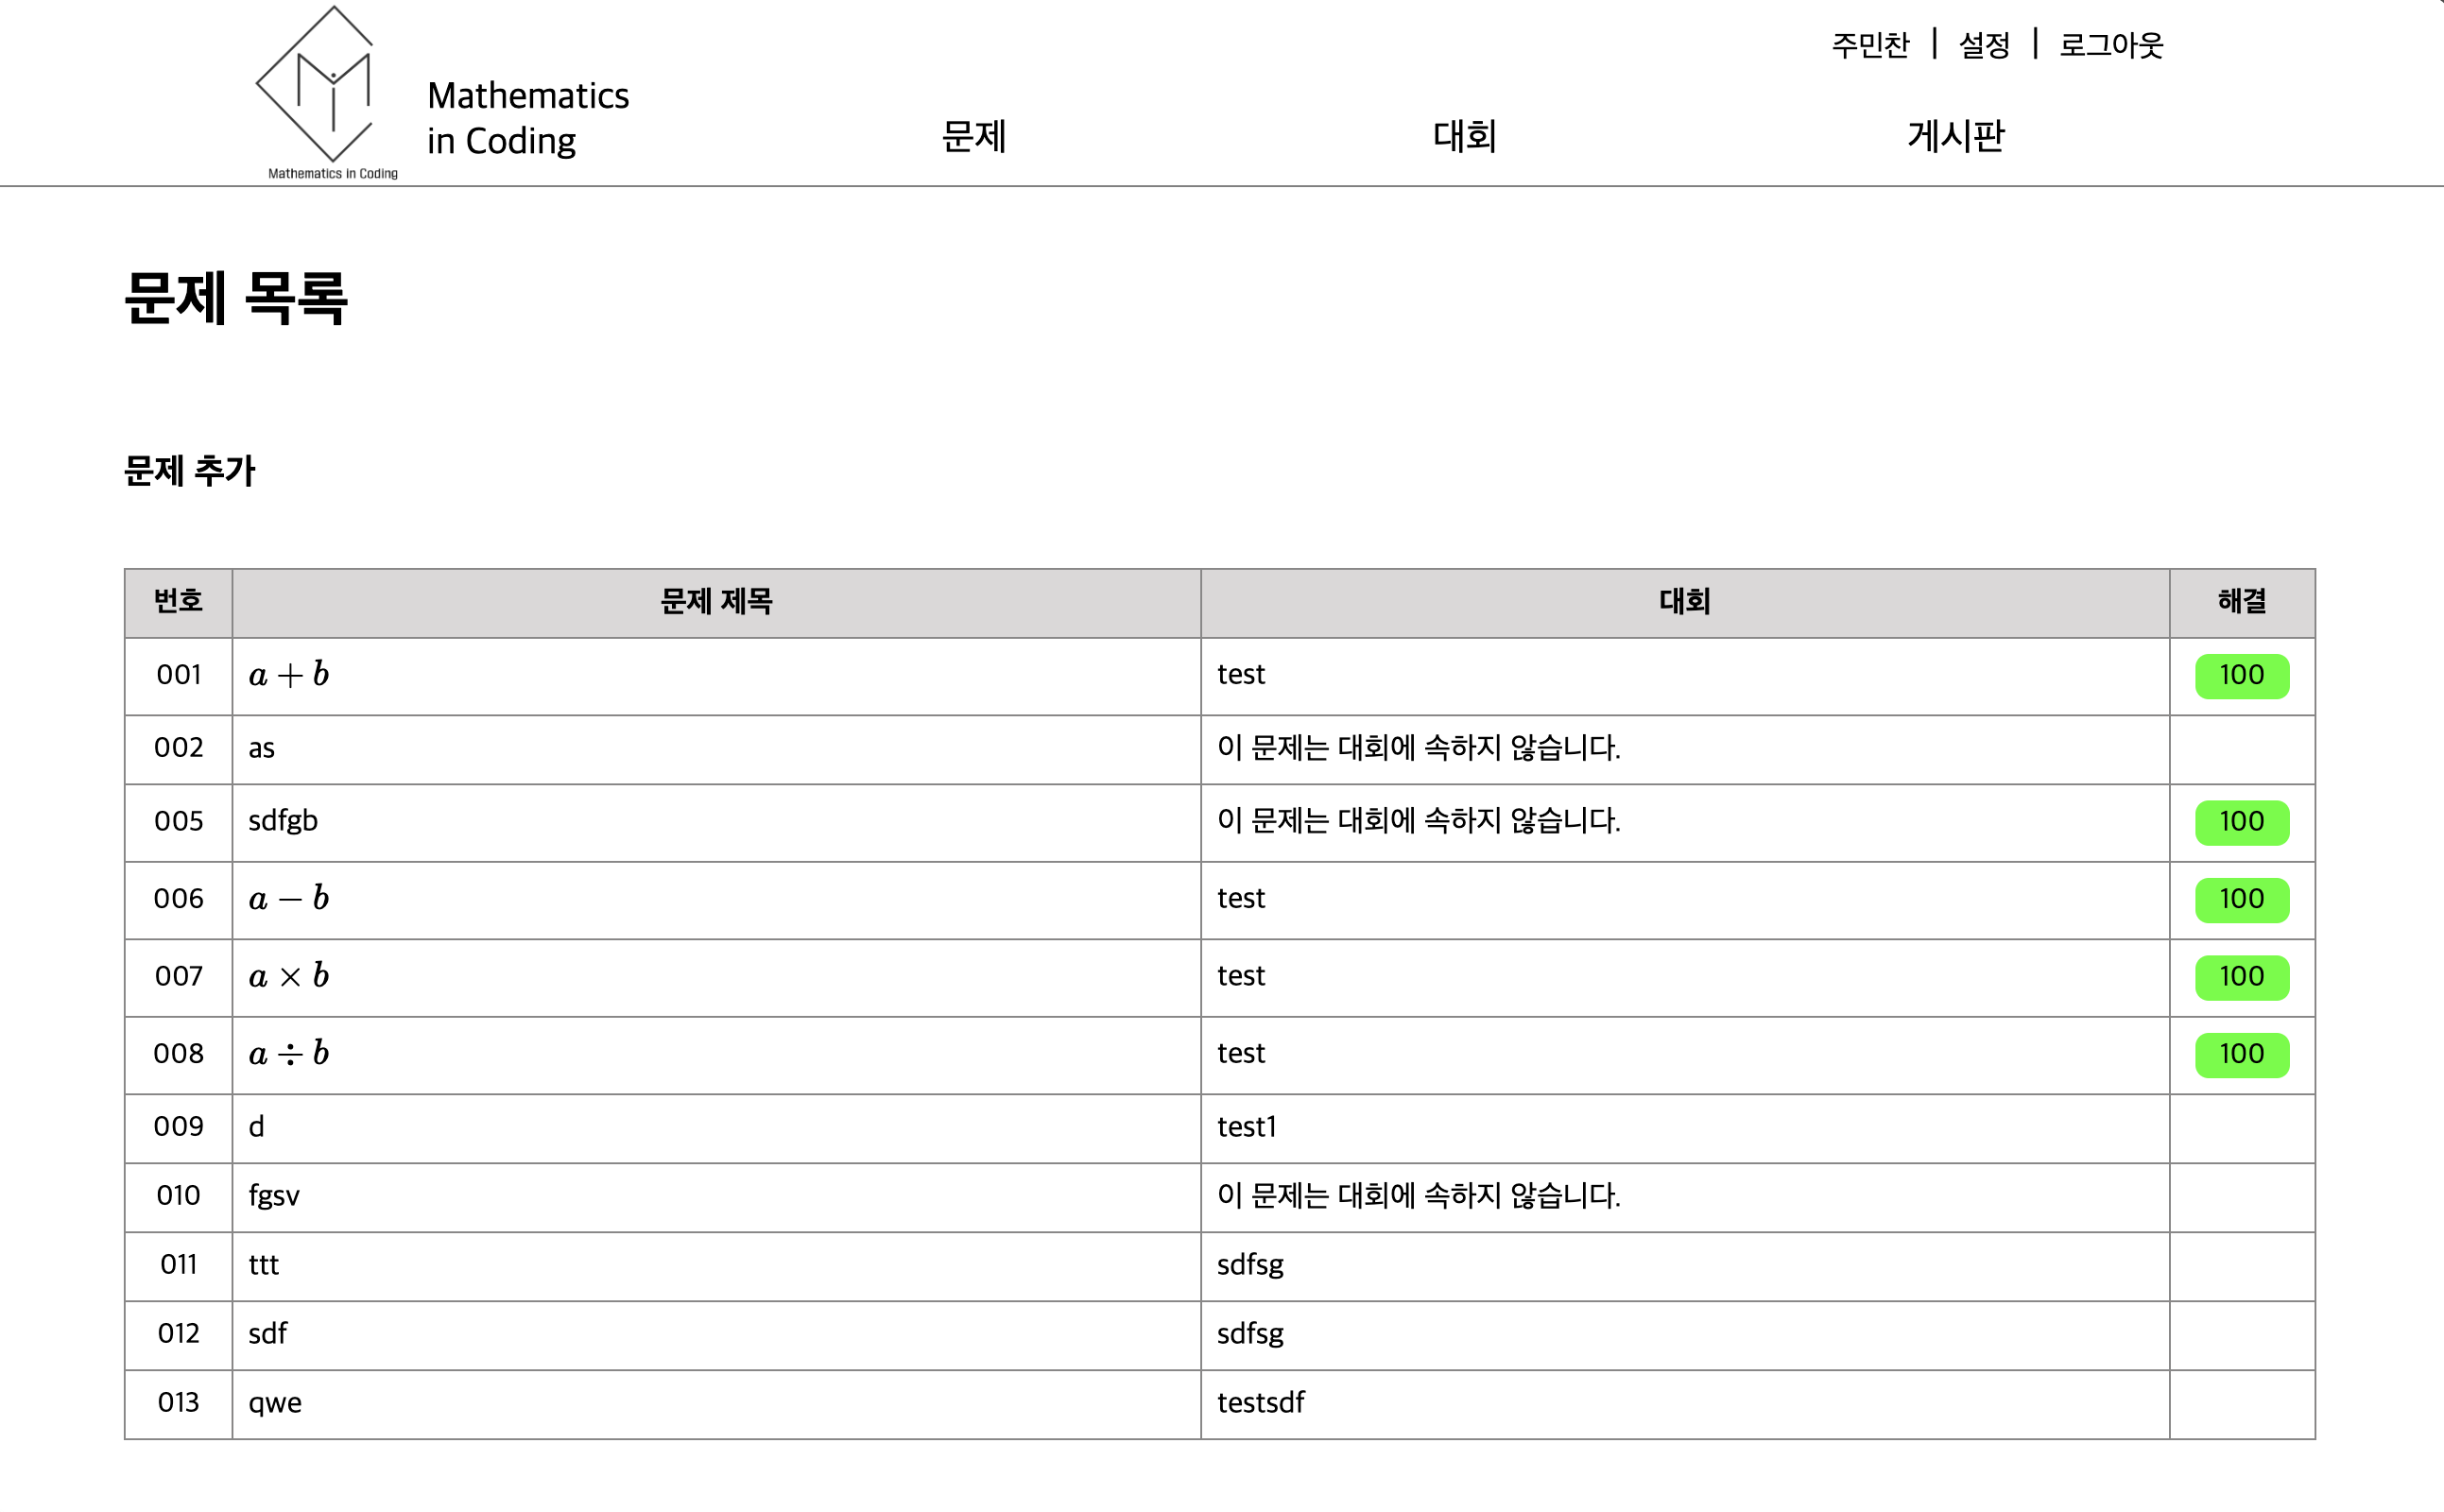 주민찬 | 설정 | 로그아웃
Mathematics
in Coding
Mathematics in Coding
문제 대회 게시판
문제 목록
문제 추가
번호 문제 제목 대회 해결
001 a + b test 100
002 as 이 문제는 대회에 속하지 않습니다.
005 sdfgb 이 문제는 대회에 속하지 않습니다. 100
006 a − b test 100
007 a × b test 100
008 a ÷ b test 100
009 d test1
010 fgsv 이 문제는 대회에 속하지 않습니다.
011 ttt sdfsg
012 sdf sdfsg
013 qwe testsdf